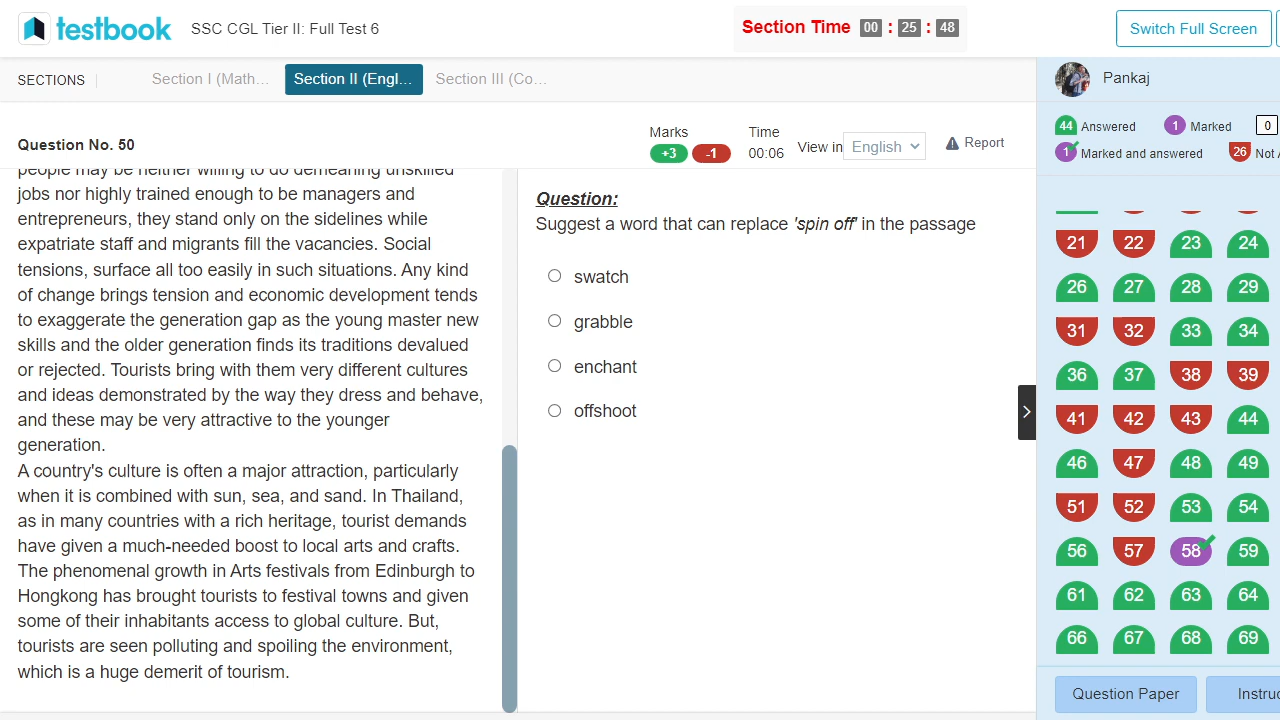 testbook
SSC CGL Tier II: Full Test 6
Section Time 00 : 25 : 48
Switch Full Screen
SECTIONS
Section I (Math...
Section II (Engl...
Section III (Co...
Pankaj
44 Answered
1 Marked
0
1 Marked and answered
26 Not A
Question No. 50
Marks
+3 -1
Time
00:06
View in English
Report
people may be neither willing to do demeaning unskilled
jobs nor highly trained enough to be managers and
entrepreneurs, they stand only on the sidelines while
expatriate staff and migrants fill the vacancies. Social
tensions, surface all too easily in such situations. Any kind
of change brings tension and economic development tends
to exaggerate the generation gap as the young master new
skills and the older generation finds its traditions devalued
or rejected. Tourists bring with them very different cultures
and ideas demonstrated by the way they dress and behave,
and these may be very attractive to the younger
generation.
A country's culture is often a major attraction, particularly
when it is combined with sun, sea, and sand. In Thailand,
as in many countries with a rich heritage, tourist demands
have given a much-needed boost to local arts and crafts.
The phenomenal growth in Arts festivals from Edinburgh to
Hongkong has brought tourists to festival towns and given
some of their inhabitants access to global culture. But,
tourists are seen polluting and spoiling the environment,
which is a huge demerit of tourism.
Question:
Suggest a word that can replace 'spin off' in the passage
swatch
grabble
enchant
offshoot
21 22 23 24
26 27 28 29
31 32 33 34
36 37 38 39
41 42 43 44
46 47 48 49
51 52 53 54
56 57 58 59
61 62 63 64
66 67 68 69
Question Paper
Instruc